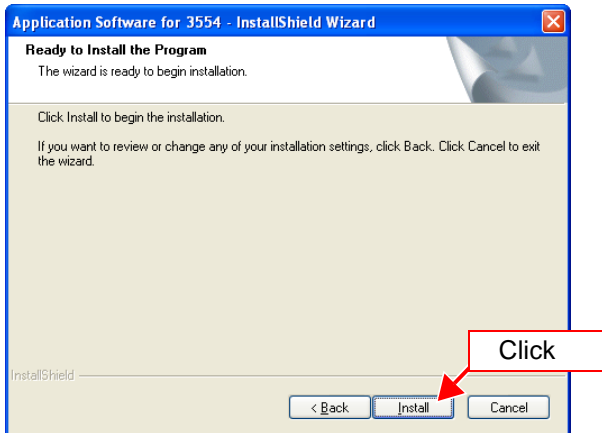 Application Software for 3554 - InstallShield Wizard
Ready to Install the Program
The wizard is ready to begin installation.
Click Install to begin the installation.
If you want to review or change any of your installation settings, click Back. Click Cancel to exit
the wizard.
Click
InstallShield
< Back Install Cancel